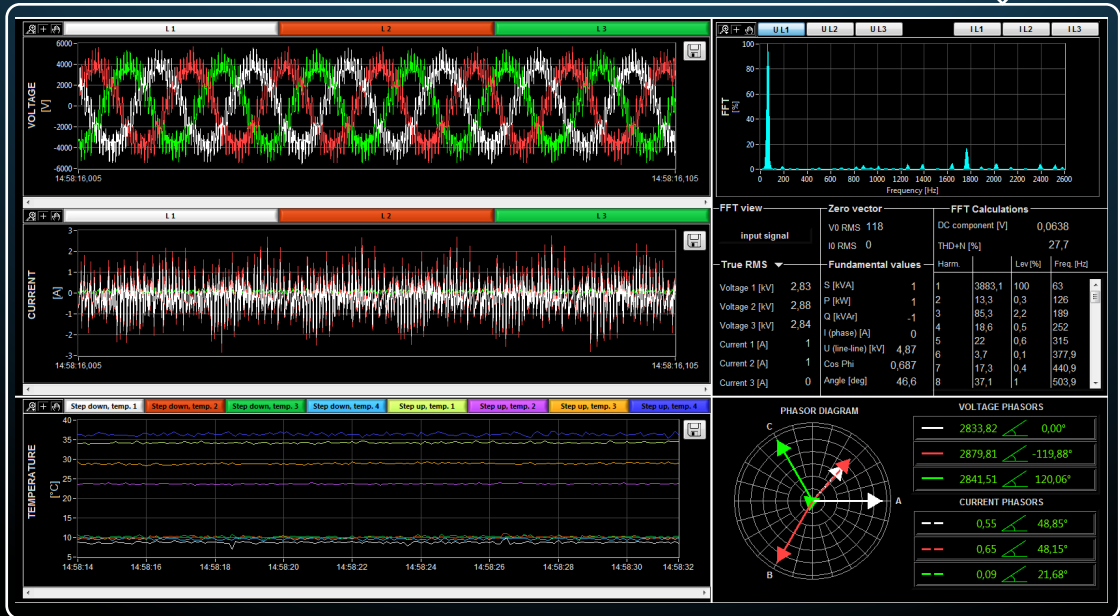 L 1 L 2 L 3
VOLTAGE
[V]
6000
4000
2000
0
-2000
-4000
-6000
14:58:16,005 14:58:16,105
L 1 L 2 L 3
CURRENT
[A]
3
2
1
0
-1
-2
-3
14:58:16,005 14:58:16,105
Step down, temp. 1 Step down, temp. 2 Step down, temp. 3 Step down, temp. 4 Step up, temp. 1 Step up, temp. 2 Step up, temp. 3 Step up, temp. 4
TEMPERATURE
[°C]
40
35
30
25
20
15
10
5
14:58:14 14:58:16 14:58:18 14:58:20 14:58:22 14:58:24 14:58:26 14:58:28 14:58:30 14:58:32
U L1 U L2 U L3 I L1 I L2 I L3
FFT
[%]
100
80
60
40
20
0
0 200 400 600 800 1000 1200 1400 1600 1800 2000 2200 2400 2600
Frequency [Hz]
FFT view
input signal
Zero vector
V0 RMS 118
I0 RMS 0
FFT Calculations
DC component [V] 0,0638
THD+N [%] 27,7
True RMS
Voltage 1 [kV] 2,83
Voltage 2 [kV] 2,88
Voltage 3 [kV] 2,84
Current 1 [A] 1
Current 2 [A] 1
Current 3 [A] 0
Fundamental values
S [kVA] 1
P [kW] 1
Q [kVAr] -1
I (phase) [A] 0
U (line-line) [kV] 4,87
Cos Phi 0,687
Angle [deg] 46,6
Harm. Lev [%] Freq. [Hz]
1 3883,1 100 63
2 13,3 0,3 126
3 85,3 2,2 189
4 18,6 0,5 252
5 22 0,6 315
6 3,7 0,1 377,9
7 17,3 0,4 440,9
8 37,1 1 503,9
PHASOR DIAGRAM
C
A
B
VOLTAGE PHASORS
2833,82 0,00°
2879,81 -119,88°
2841,51 120,06°
CURRENT PHASORS
0,55 48,85°
0,65 48,15°
0,09 21,68°